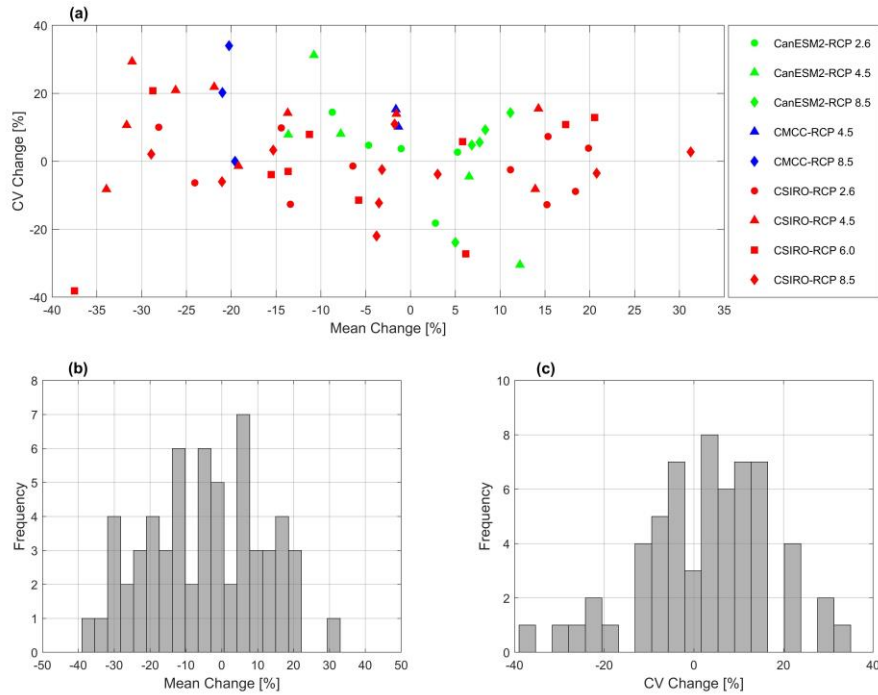 (a)
40
20
0
-20
-40
CV Change [%]
-40 -35 -30 -25 -20 -15 -10 -5 0 5 10 15 20 25 30 35
Mean Change [%]
CanESM2-RCP 2.6
CanESM2-RCP 4.5
CanESM2-RCP 8.5
CMCC-RCP 4.5
CMCC-RCP 8.5
CSIRO-RCP 2.6
CSIRO-RCP 4.5
CSIRO-RCP 6.0
CSIRO-RCP 8.5
(b)
8
7
6
5
4
3
2
1
0
Frequency
-50 -40 -30 -20 -10 0 10 20 30 40 50
Mean Change [%]
(c)
10
8
6
4
2
0
Frequency
-40 -20 0 20 40
CV Change [%]